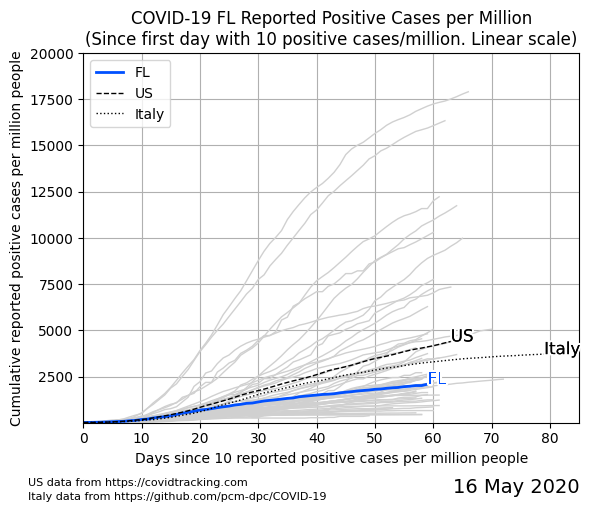 COVID-19 FL Reported Positive Cases per Million
(Since first day with 10 positive cases/million. Linear scale)
Cumulative reported positive cases per million people
20000
17500
15000
12500
10000
7500
5000
2500
FL
US
Italy
US
Italy
FL
0 10 20 30 40 50 60 70 80
Days since 10 reported positive cases per million people
US data from https://covidtracking.com
Italy data from https://github.com/pcm-dpc/COVID-19
16 May 2020